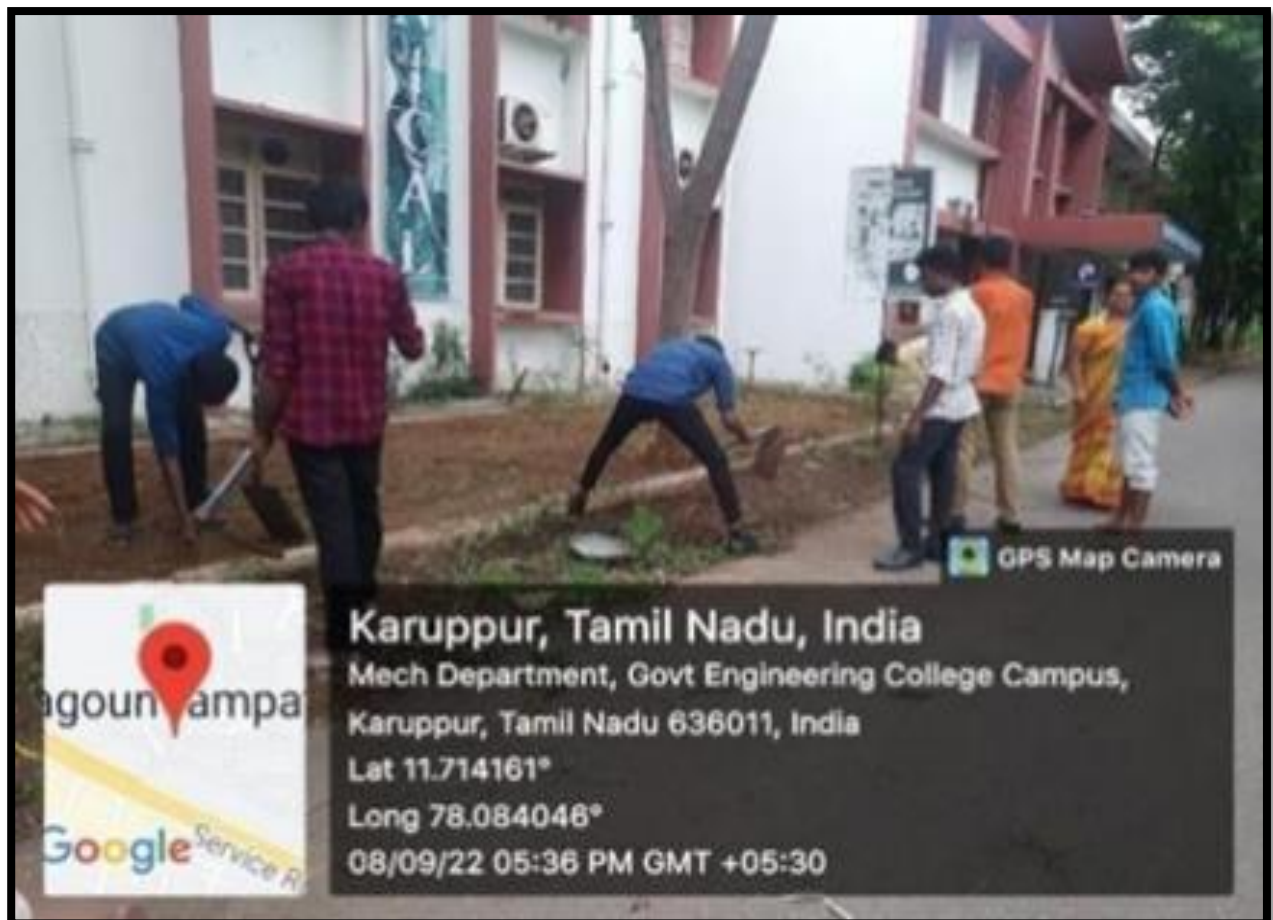 ICAL
GPS Map Camera
Karuppur, Tamil Nadu, India
Mech Department, Govt Engineering College Campus,
Karuppur, Tamil Nadu 636011, India
Lat 11.714161°
Long 78.084046°
08/09/22 05:36 PM GMT +05:30
agoun ampa
Google
Service R